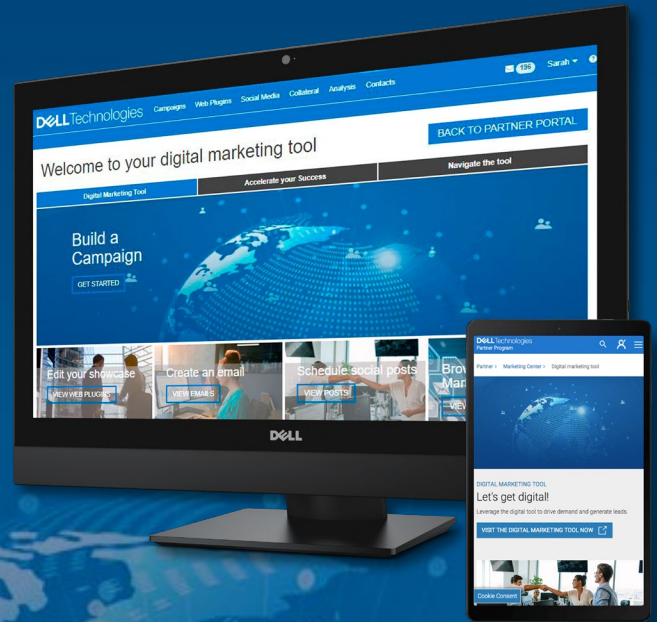 DELLTechnologies
Campaigns Web Plugins Social Media Collateral Analysis Contacts
196 Sarah ?
Welcome to your digital marketing tool
BACK TO PARTNER PORTAL
Digital Marketing Tool Accelerate your Success Navigate the tool
Build a
Campaign
GET STARTED
Edit your showcase
VIEW WEB PLUGINS
Create an email
VIEW EMAILS
Schedule social posts
VIEW POSTS
Brow
Mar
VIEW
DELL
DELLTechnologies
Partner Program
Partner > Marketing Center > Digital marketing tool
DIGITAL MARKETING TOOL
Let's get digital!
Leverage the digital tool to drive demand and generate leads.
VISIT THE DIGITAL MARKETING TOOL NOW
Cookie Consent